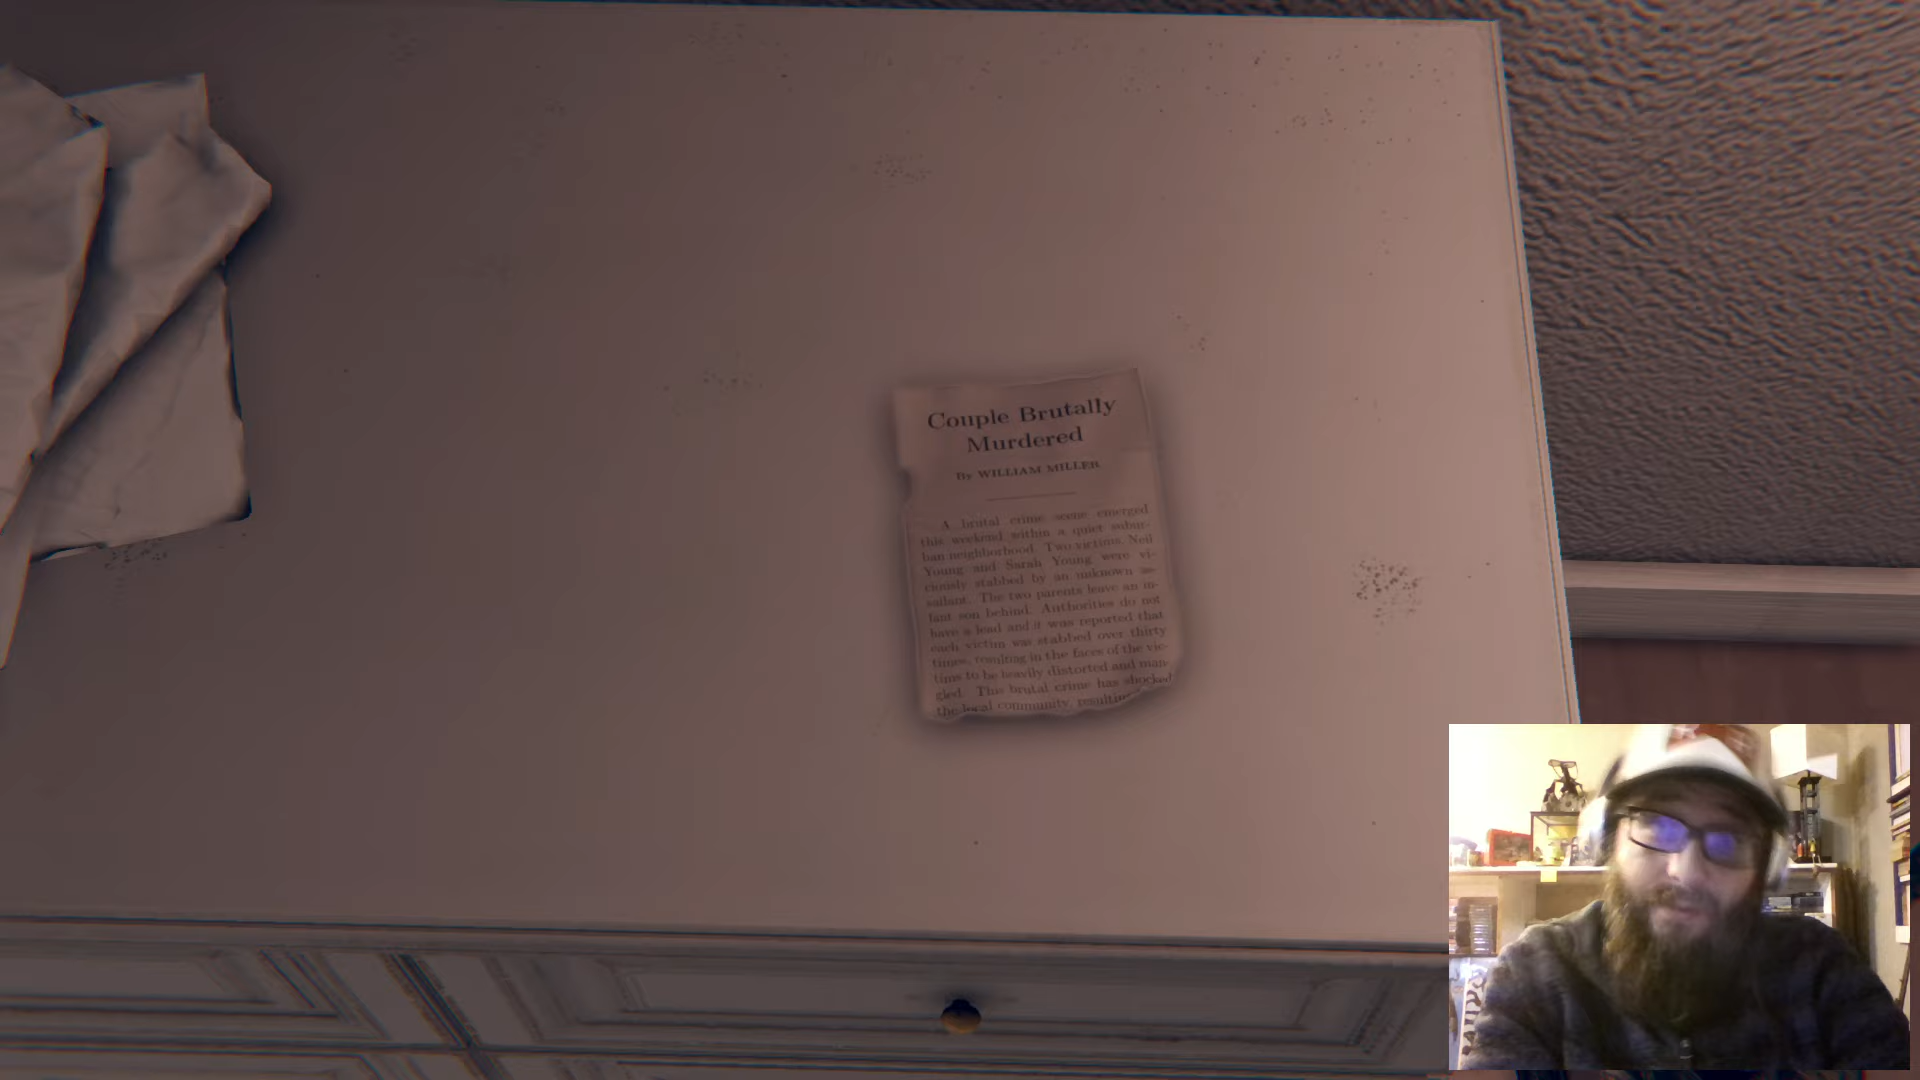 Couple Brutally
Murdered
By WILLIAM MILLER
A brutal crime scene emerged
this weekend within a quiet subur-
ban neighborhood. Two victims, Neil
Young and Sarah Young were vi-
ciously stabbed by an unknown as-
sailant. The two parents leave an in-
fant son behind. Authorities do not
have a lead and it was reported that
each victim was stabbed over thirty
times, resulting in the faces of the vic-
tims to be heavily distorted and man-
gled. This brutal crime has shocked
the local community, resulting